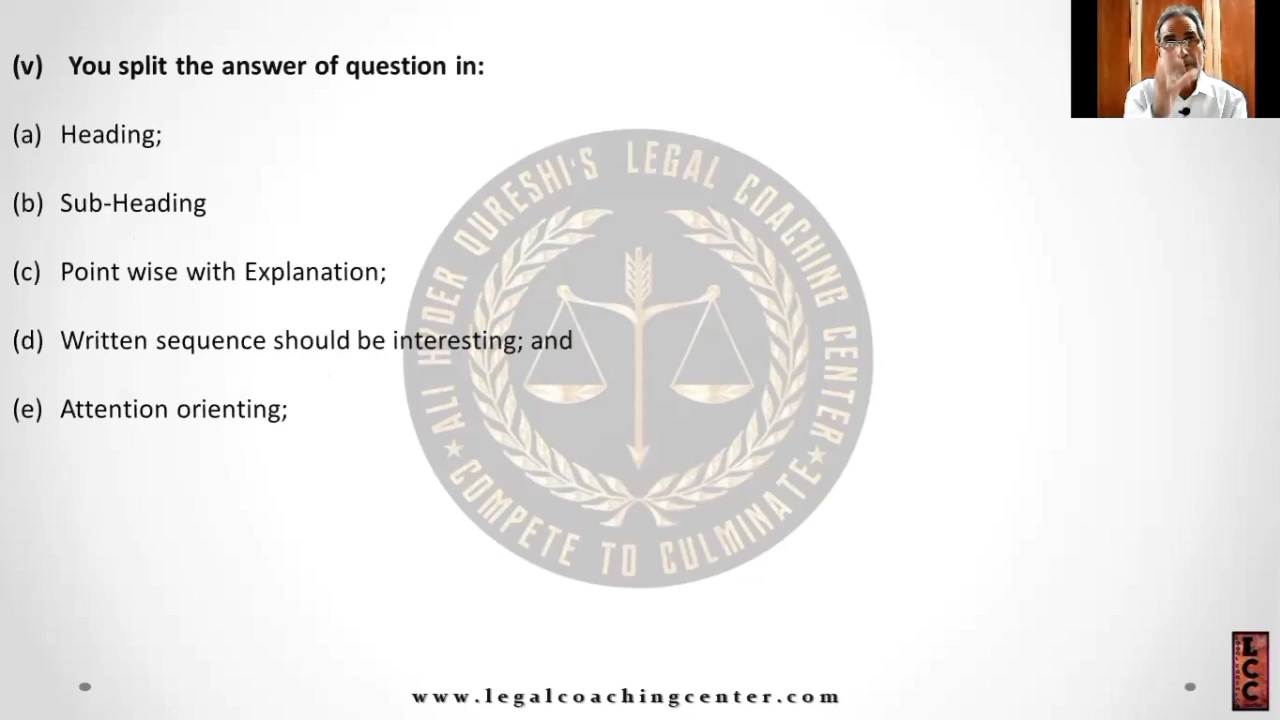 (v) You split the answer of question in:
(a) Heading;
(b) Sub-Heading
(c) Point wise with Explanation;
(d) Written sequence should be interesting; and
(e) Attention orienting;
ALI HYDER QURESHI'S LEGAL COACHING CENTER
COMPETE TO CULMINATE
www.legalcoachingcenter.com
LCC